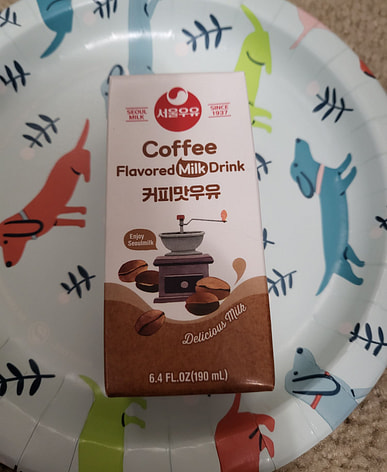 SEOUL MILK
서울우유
SINCE 1937
Coffee
Flavored Milk Drink
커피맛우유
Enjoy
Seoulmilk
Delicious Milk
6.4 FL.OZ(190 mL)